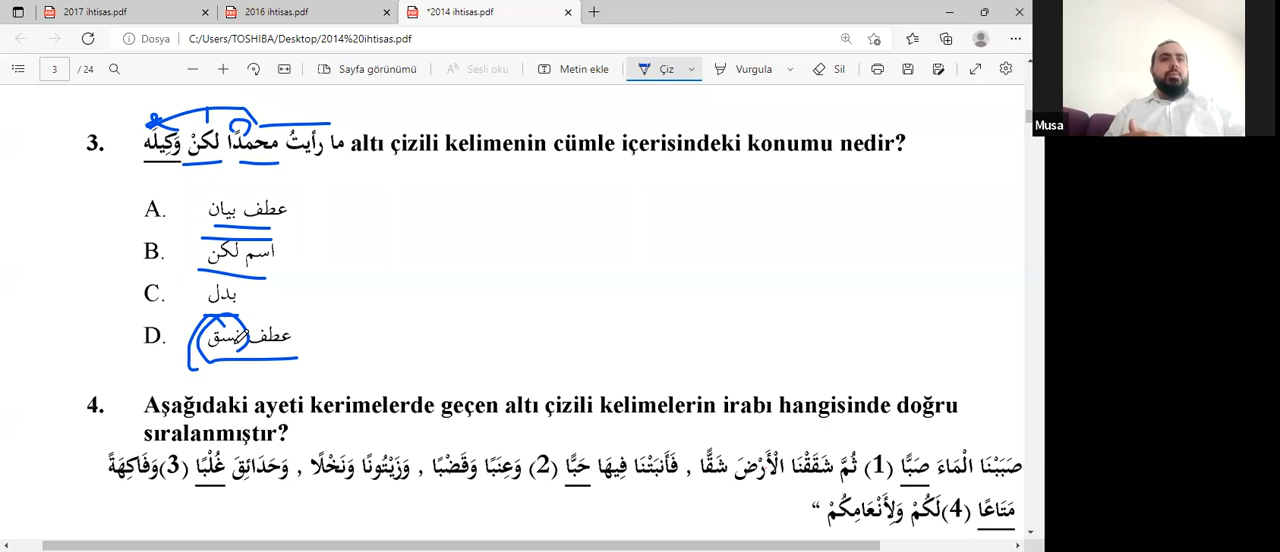 2017 ihtisas.pdf
2016 ihtisas.pdf
*2014 ihtisas.pdf
Dosya
C:/Users/TOSHIBA/Desktop/2014%20ihtisas.pdf
3 / 24
Sayfa görünümü
Sesli oku
Metin ekle
Çiz
Vurgula
Sil
Musa
3. ما رأيتُ محمدًا لكنْ وَكِيلَه altı çizili kelimenin cümle içerisindeki konumu nedir?
A. عطف بيان
B. اسم لكن
C. بدل
D. عطف نسق
4. Aşağıdaki ayeti kerimelerde geçen altı çizili kelimelerin irabı hangisinde doğru
sıralanmıştır?
صَبَبْنَا الْمَاءَ صَبًّا (1) ثُمَّ شَقَقْنَا الْأَرْضَ شَقًّا , فَأَنبَتْنَا فِيهَا حَبًّا (2) وَعِنَبًا وَقَضْبًا , وَزَيْتُونًا وَنَخْلًا , وَحَدَائِقَ غُلْبًا (3) وَفَاكِهَةً
مَتَاعًا (4) لَكُمْ وَلِأَنْعَامِكُمْ “